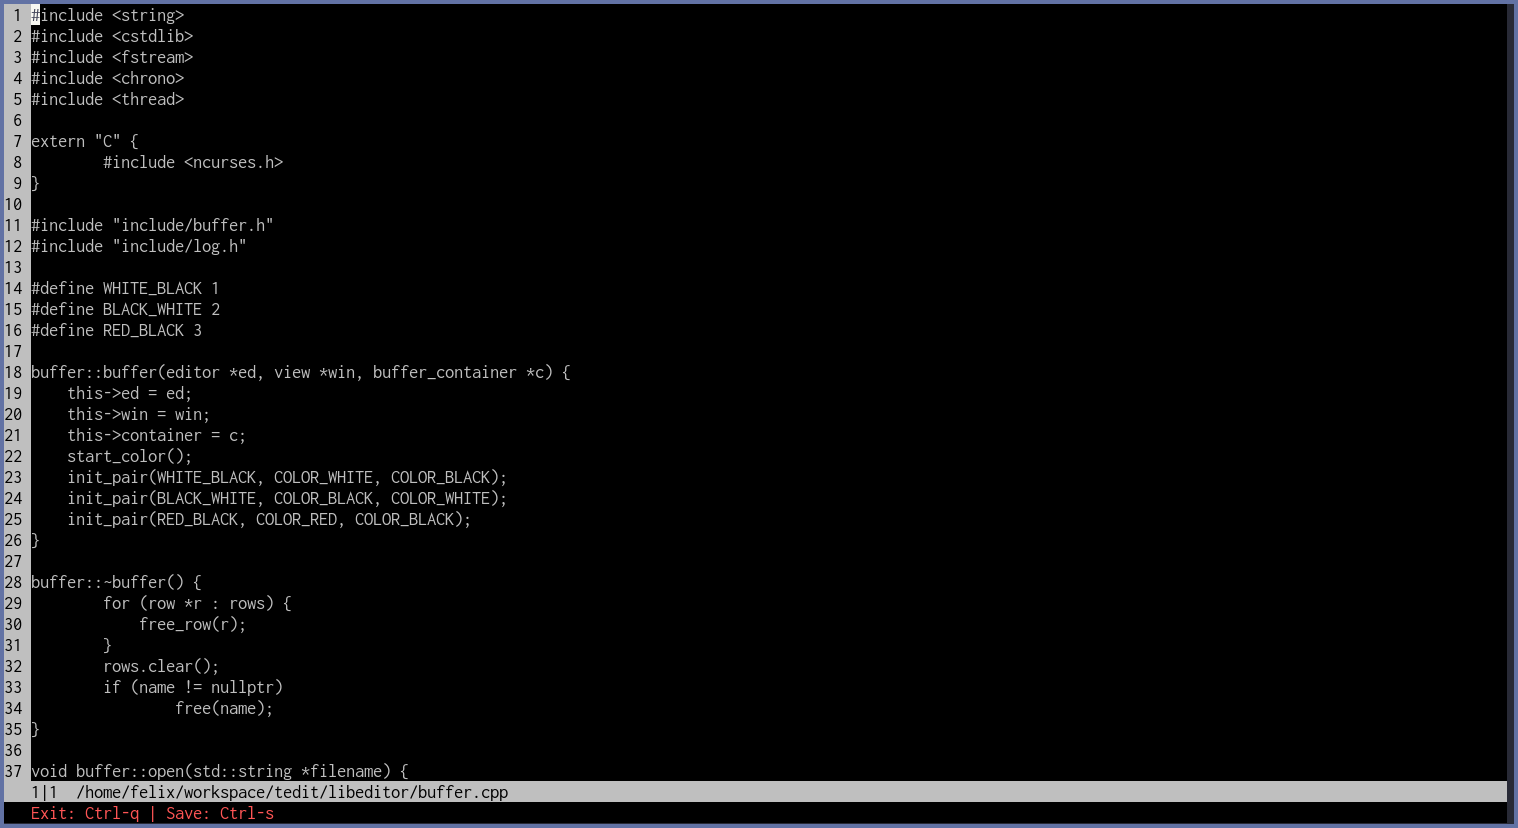 1 #include <string>
2 #include <cstdlib>
3 #include <fstream>
4 #include <chrono>
5 #include <thread>
6
7 extern "C" {
8         #include <ncurses.h>
9 }
10
11 #include "include/buffer.h"
12 #include "include/log.h"
13
14 #define WHITE_BLACK 1
15 #define BLACK_WHITE 2
16 #define RED_BLACK 3
17
18 buffer::buffer(editor *ed, view *win, buffer_container *c) {
19     this->ed = ed;
20     this->win = win;
21     this->container = c;
22     start_color();
23     init_pair(WHITE_BLACK, COLOR_WHITE, COLOR_BLACK);
24     init_pair(BLACK_WHITE, COLOR_BLACK, COLOR_WHITE);
25     init_pair(RED_BLACK, COLOR_RED, COLOR_BLACK);
26 }
27
28 buffer::~buffer() {
29         for (row *r : rows) {
30             free_row(r);
31         }
32         rows.clear();
33         if (name != nullptr)
34                 free(name);
35 }
36
37 void buffer::open(std::string *filename) {
1|1  /home/felix/workspace/tedit/libeditor/buffer.cpp
Exit: Ctrl-q | Save: Ctrl-s